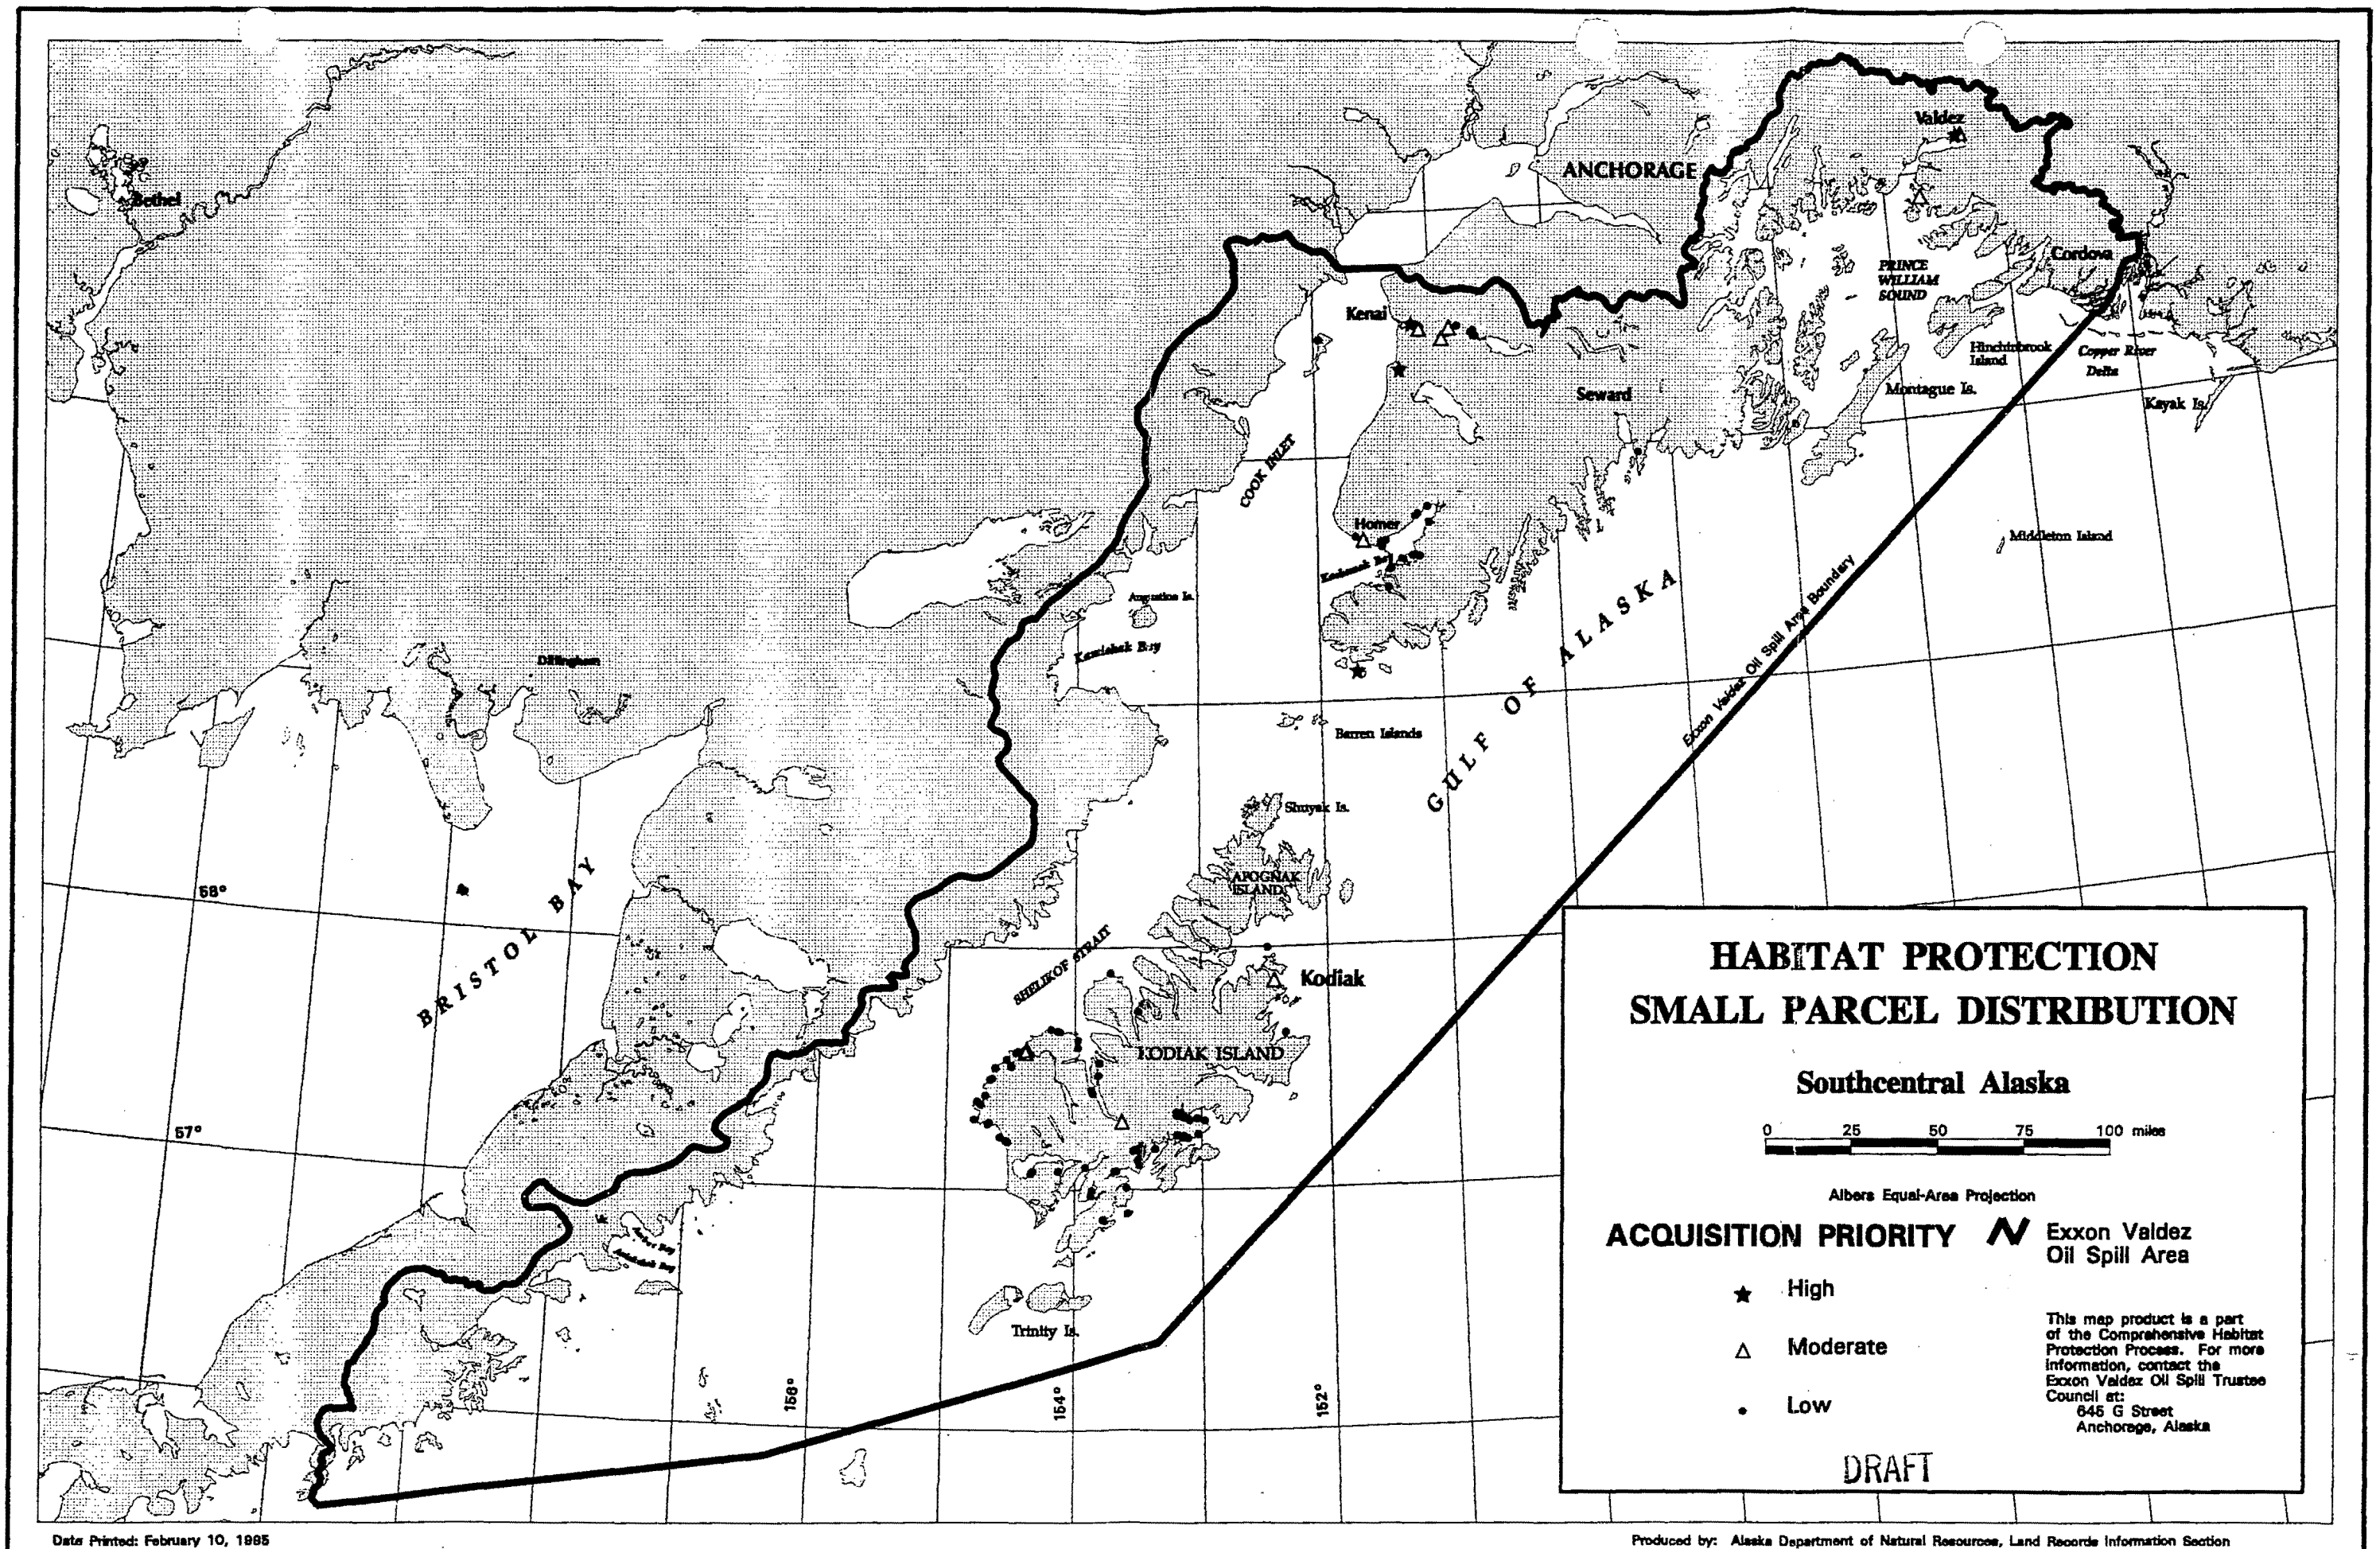 Bethel
ANCHORAGE
Valdez
Cordova
PRINCE
WILLIAM
SOUND
Kenai
Hinchinbrook
Island
Copper River
Delta
Montague Is.
Kayak Is.
Seward
COOK INLET
Homer
Kachemak Bay
Middleton Island
Augustine Is.
Kamishak Bay
Dillingham
GULF OF ALASKA
Exxon Valdez Oil Spill Area Boundary
Barren Islands
Shuyak Is.
APOGNAK
ISLAND
58°
BRISTOL BAY
SHELIKOF STRAIT
Kodiak
KODIAK ISLAND
57°
Trinity Is.
156°
154°
152°
HABITAT PROTECTION
SMALL PARCEL DISTRIBUTION
Southcentral Alaska
0 25 50 75 100 miles
Albers Equal-Area Projection
ACQUISITION PRIORITY
High
Moderate
Low
Exxon Valdez
Oil Spill Area
This map product is a part
of the Comprehensive Habitat
Protection Process. For more
information, contact the
Exxon Valdez Oil Spill Trustee
Council at:
645 G Street
Anchorage, Alaska
DRAFT
Date Printed: February 10, 1995
Produced by: Alaska Department of Natural Resources, Land Records Information Section